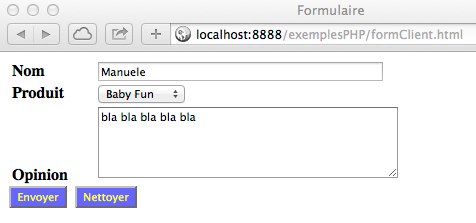 Formulaire
localhost:8888/exemplesPHP/formClient.html
Nom Manuele
Produit Baby Fun
bla bla bla bla bla
Opinion
Envoyer Nettoyer